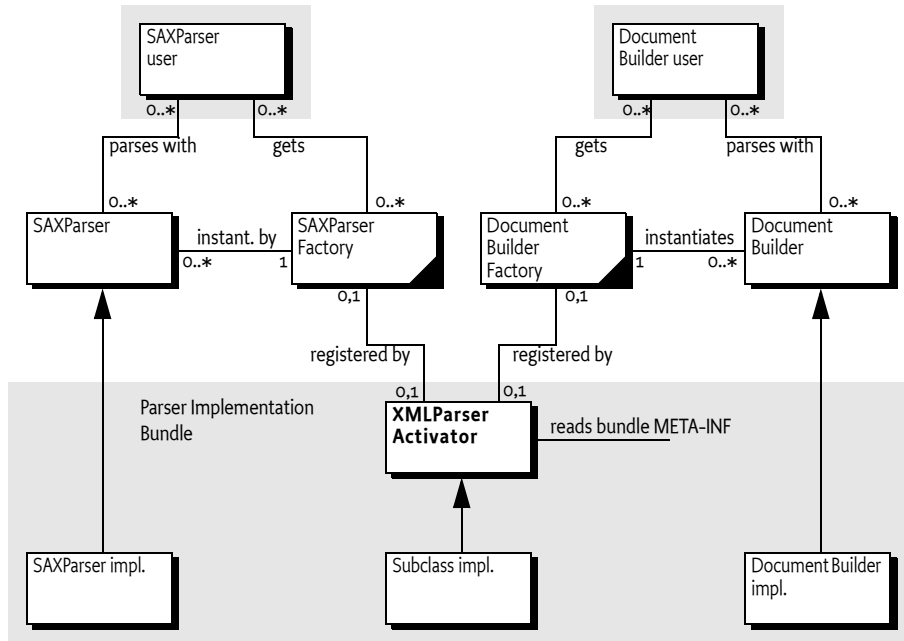 SAXParser
user
Document
Builder user
0..*
0..*
0..*
0..*
parses with
gets
gets
parses with
0..*
0..*
0..*
0..*
SAXParser
instant. by
0..*
1
SAXParser
Factory
Document
Builder
Factory
instantiates
1
0..*
Document
Builder
0,1
0,1
registered by
registered by
0,1
0,1
Parser Implementation
Bundle
XMLParser
Activator
reads bundle META-INF
SAXParser impl.
Subclass impl.
Document Builder
impl.